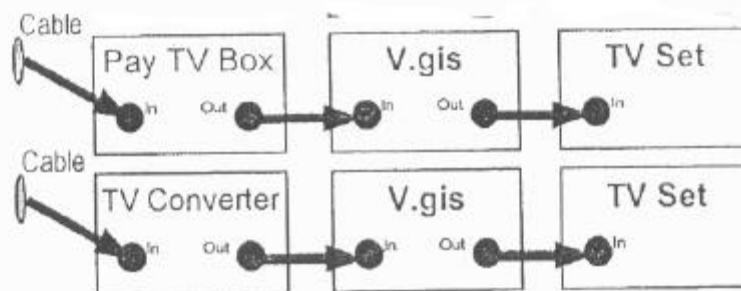 Cable
Pay TV Box V.gis TV Set
In Out In Out In
Cable
TV Converter V.gis TV Set
In Out In Out In